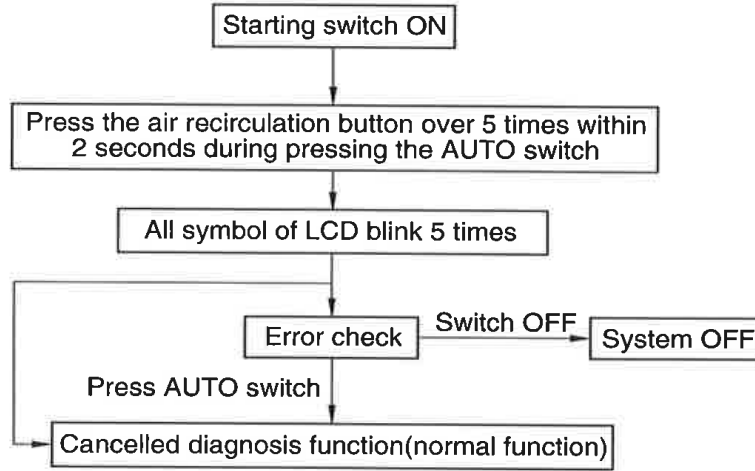 Starting switch ON
Press the air recirculation button over 5 times within
2 seconds during pressing the AUTO switch
All symbol of LCD blink 5 times
Error check
Switch OFF
System OFF
Press AUTO switch
Cancelled diagnosis function(normal function)